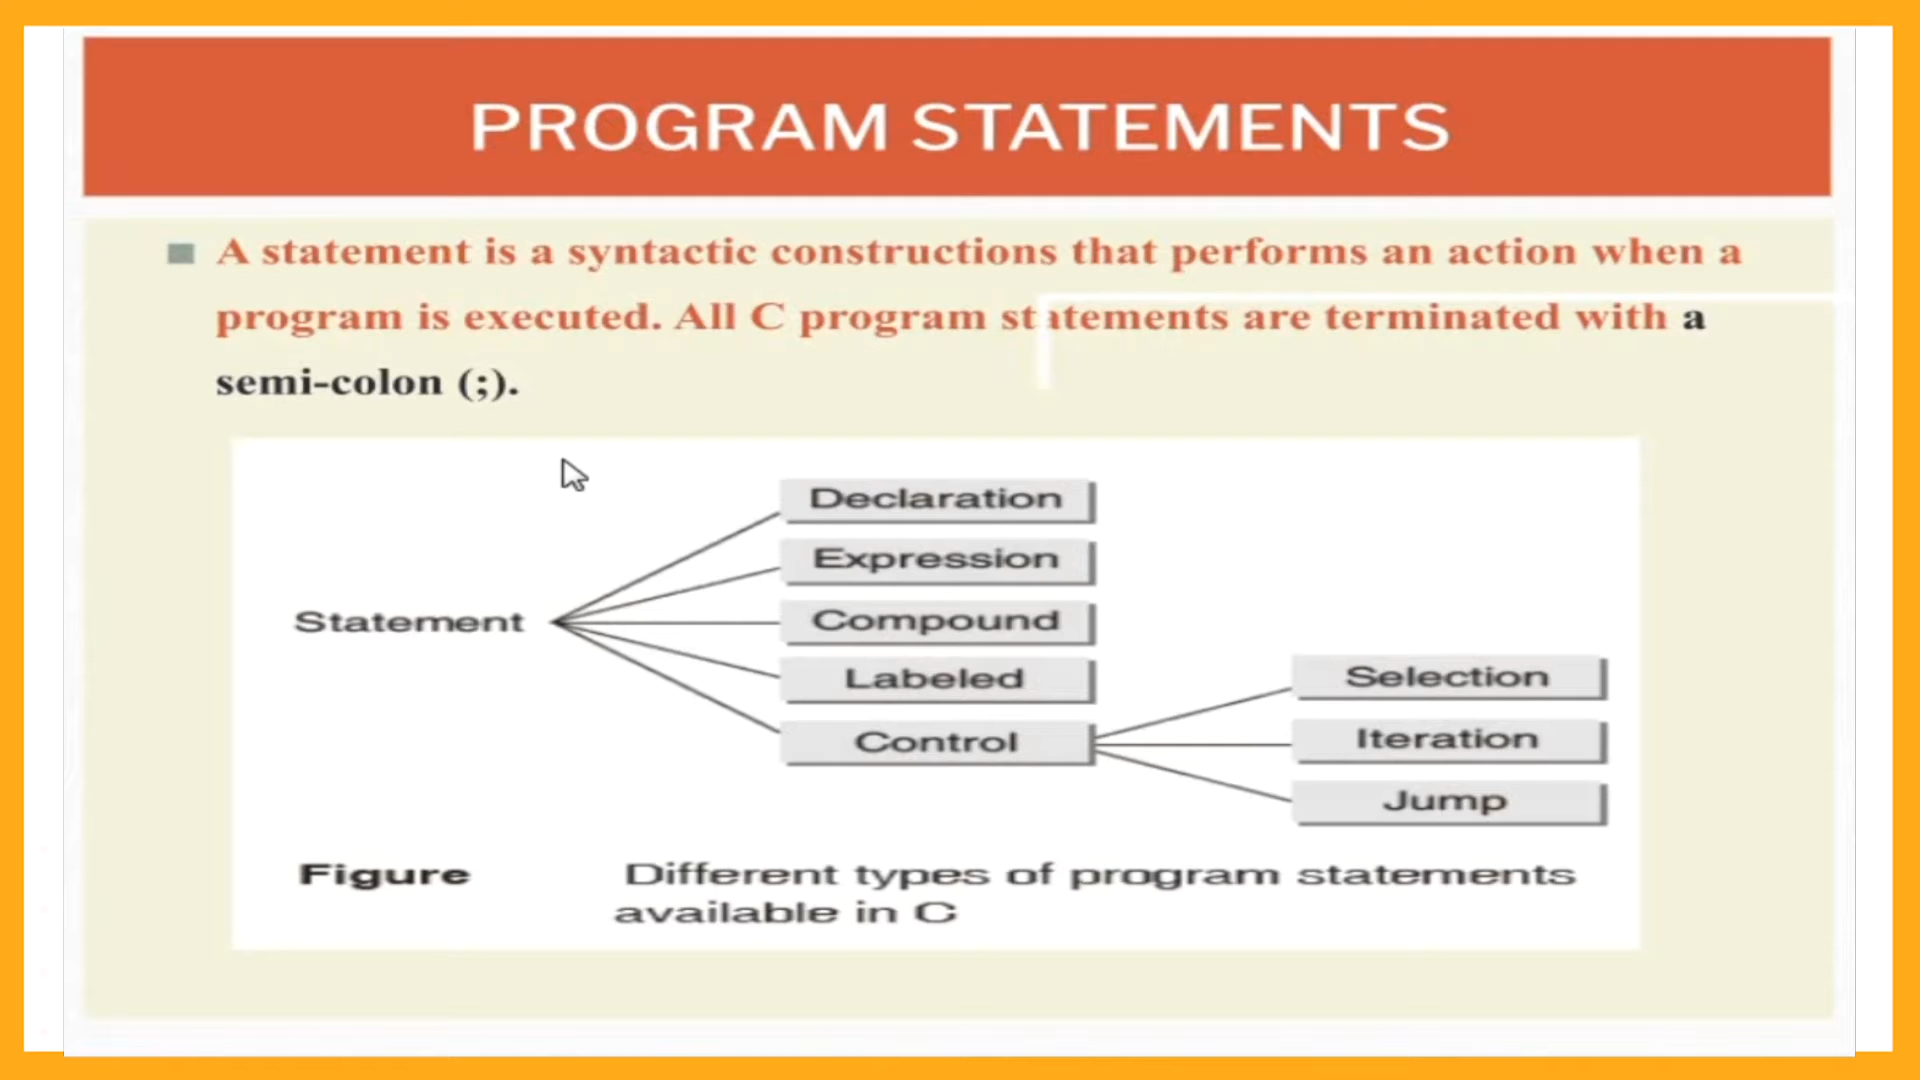 PROGRAM STATEMENTS
A statement is a syntactic constructions that performs an action when a
program is executed. All C program statements are terminated with a
semi-colon (;).
Declaration
Expression
Statement
Compound
Labeled
Control
Selection
Iteration
Jump
Figure Different types of program statements
available in C